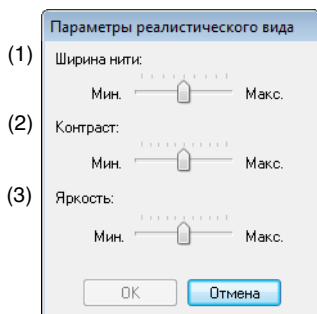 Параметры реалистического вида
(1) Ширина нити:
Мин. Макс.
(2) Контраст:
Мин. Макс.
(3) Яркость:
Мин. Макс.
OK Отмена